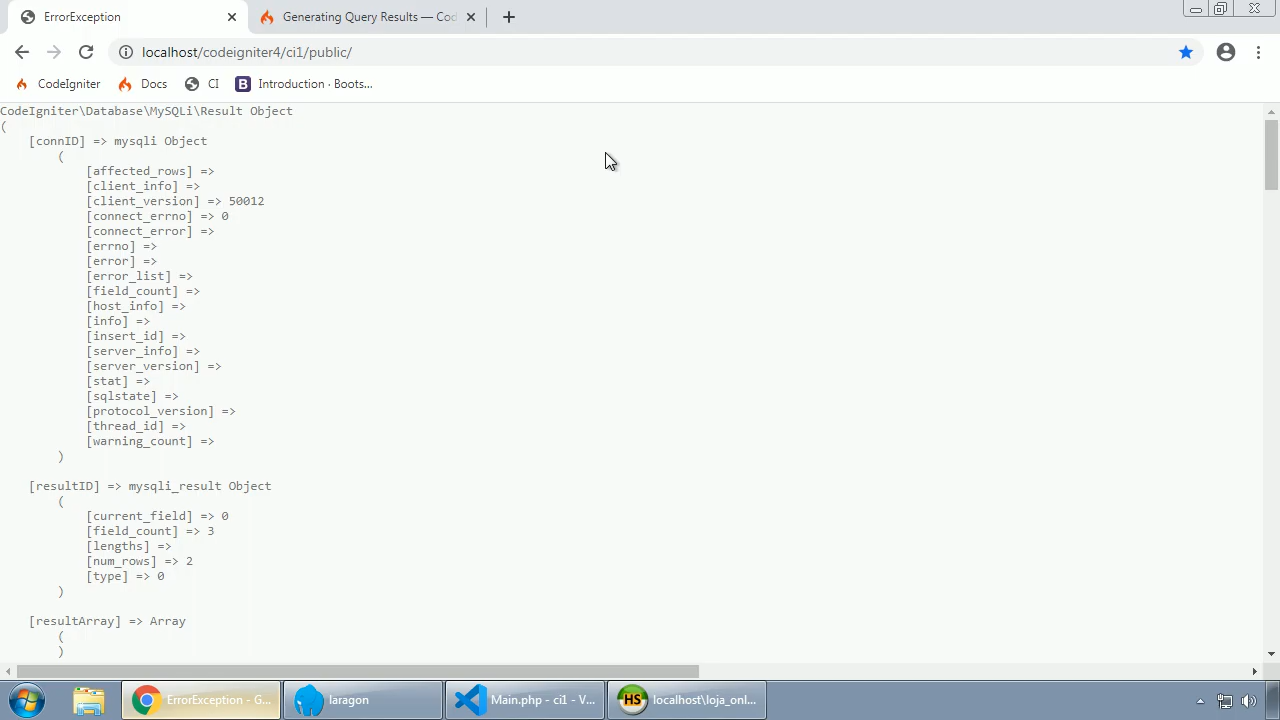 ErrorException
Generating Query Results — Cod
localhost/codeigniter4/ci1/public/
CodeIgniter
Docs
CI
B
Introduction · Boots...
CodeIgniter\Database\MySQLi\Result Object
(
[connID] => mysqli Object
(
[affected_rows] =>
[client_info] =>
[client_version] => 50012
[connect_errno] => 0
[connect_error] =>
[errno] =>
[error] =>
[error_list] =>
[field_count] =>
[host_info] =>
[info] =>
[insert_id] =>
[server_info] =>
[server_version] =>
[stat] =>
[sqlstate] =>
[protocol_version] =>
[thread_id] =>
[warning_count] =>
)
[resultID] => mysqli_result Object
(
[current_field] => 0
[field_count] => 3
[lengths] =>
[num_rows] => 2
[type] => 0
)
[resultArray] => Array
(
)
ErrorException - G...
laragon
Main.php - ci1 - V...
HS
localhost\loja_onl...